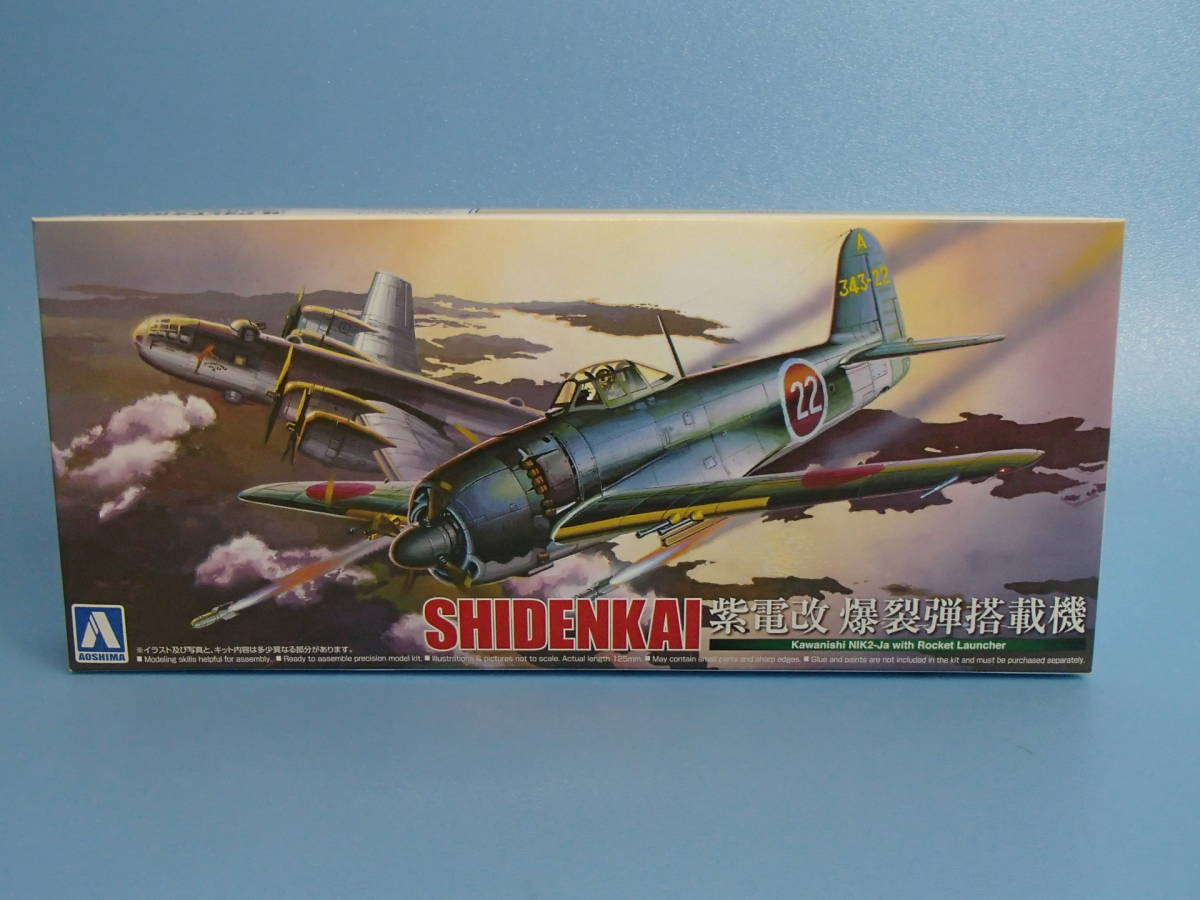 A
343-22
22
SHIDENKAI 紫電改 爆裂弾搭載機
Kawanishi NIK2-Ja with Rocket Launcher
AOSHIMA
※イラスト及び写真と、キット内容は多少異なる部分があります。
■ Modeling skills helpful for assembly. ■ Ready to assemble precision model kit. ■ Illustrations & pictures not to scale. Actual length 125mm. ■ May contain small parts and sharp edges. ■ Glue and paints are not included in the kit and must be purchased separately.